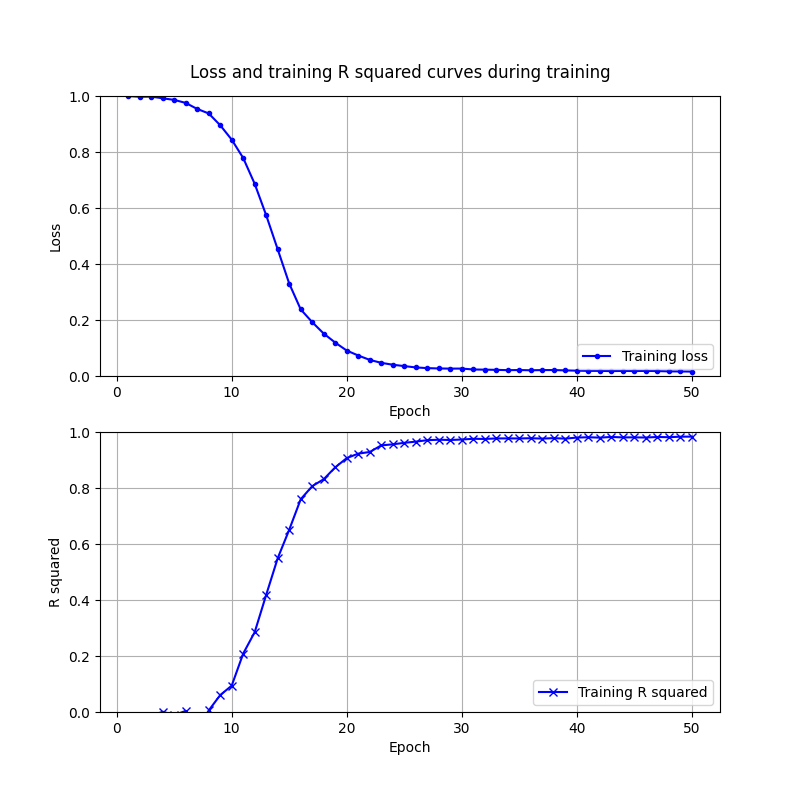 Loss and training R squared curves during training
1.0
0.8
0.6
0.4
0.2
0.0
Loss
Training loss
0 10 20 30 40 50
Epoch
1.0
0.8
0.6
0.4
0.2
0.0
R squared
Training R squared
0 10 20 30 40 50
Epoch